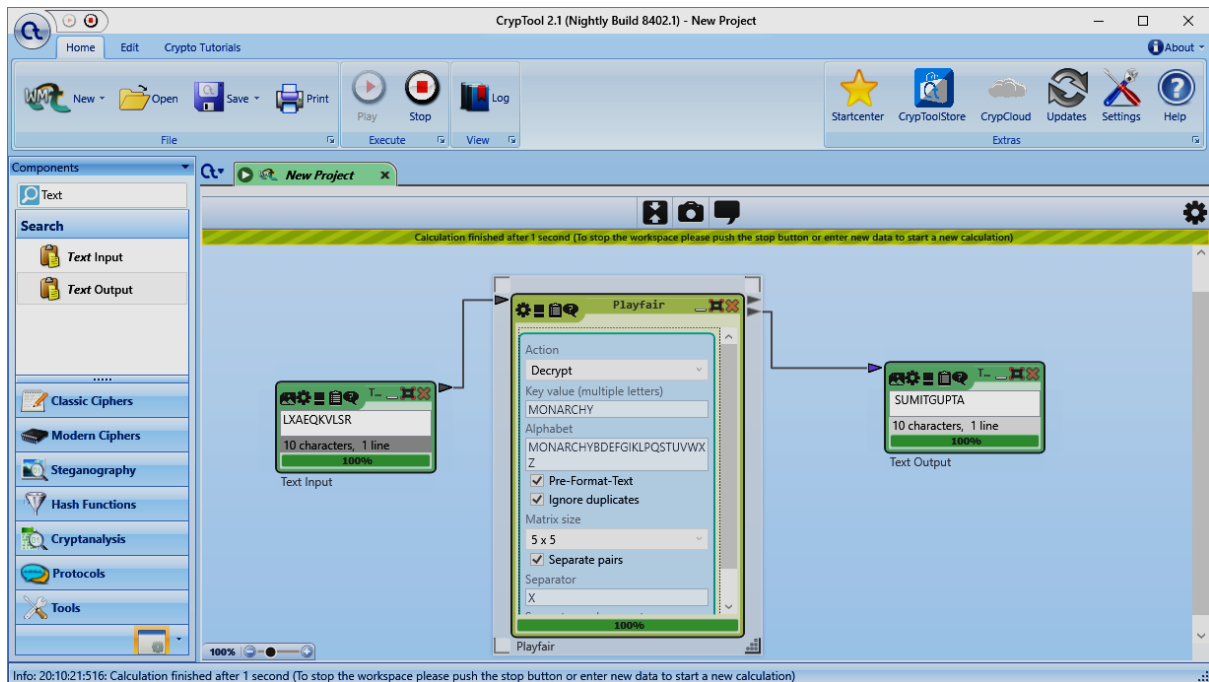 CrypTool 2.1 (Nightly Build 8402.1) - New Project
Home Edit Crypto Tutorials About
New Open Save Print Play Stop Log Startcenter CrypToolStore CrypCloud Updates Settings Help
File Execute View Extras
Components
Text
Search
Text Input
Text Output
Classic Ciphers
Modern Ciphers
Steganography
Hash Functions
Cryptanalysis
Protocols
Tools
New Project x
Calculation finished after 1 second (To stop the workspace please push the stop button or enter new data to start a new calculation)
T...
LXAEQKVLSR
10 characters, 1 line
100%
Text Input
Playfair
Action
Decrypt
Key value (multiple letters)
MONARCHY
Alphabet
MONARCHYBDEFGIKLPQSTUVWX
Z
Pre-Format-Text
Ignore duplicates
Matrix size
5 x 5
Separate pairs
Separator
X
100%
Playfair
T...
SUMITGUPTA
10 characters, 1 line
100%
Text Output
100%
Info: 20:10:21:516: Calculation finished after 1 second (To stop the workspace please push the stop button or enter new data to start a new calculation)